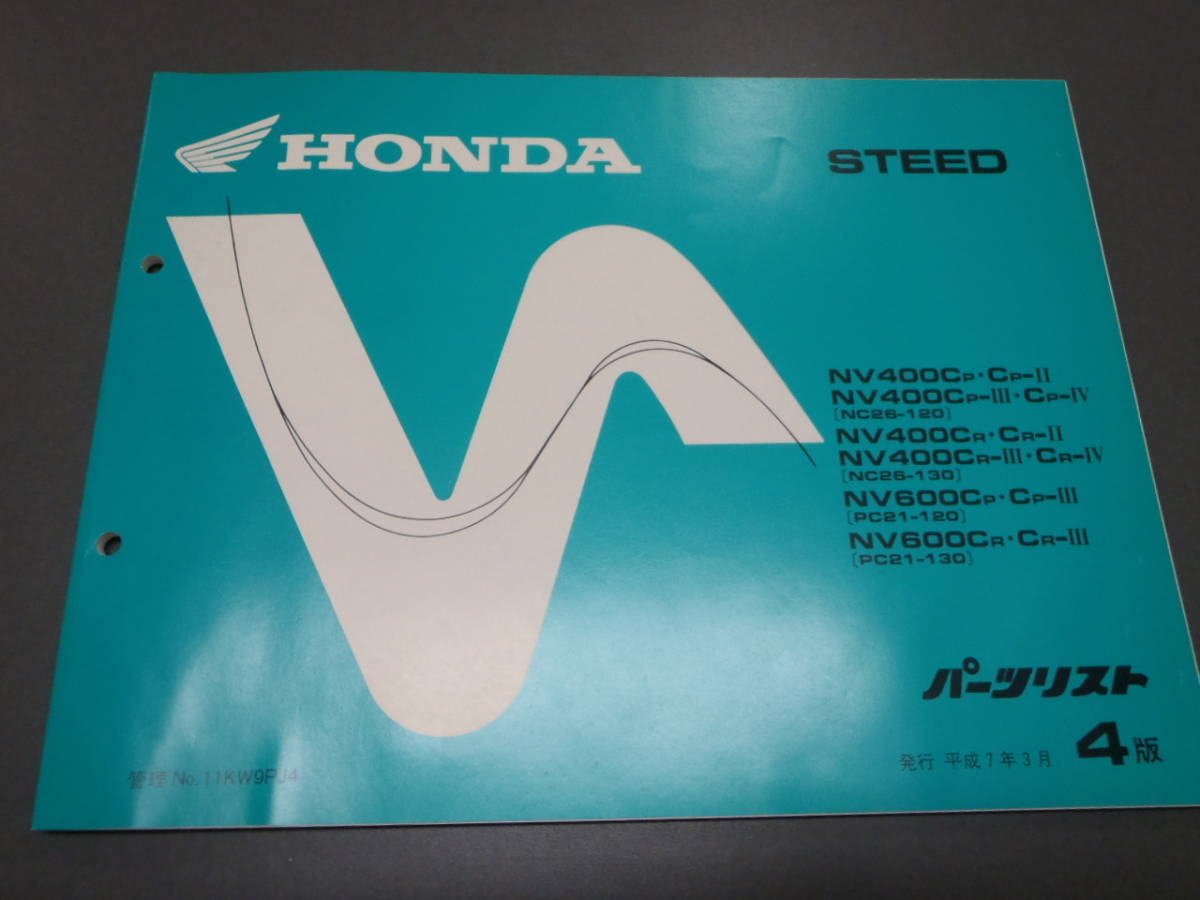 HONDA
STEED
NV400CP・CP-II
NV400CP-III・CP-IV
〔NC26-120〕
NV400CR・CR-II
NV400CR-III・CR-IV
〔NC26-130〕
NV600CP・CP-III
〔PC21-120〕
NV600CR・CR-III
〔PC21-130〕
パーツリスト
発行 平成7年3月 4版
管理No.11KW9PJ4